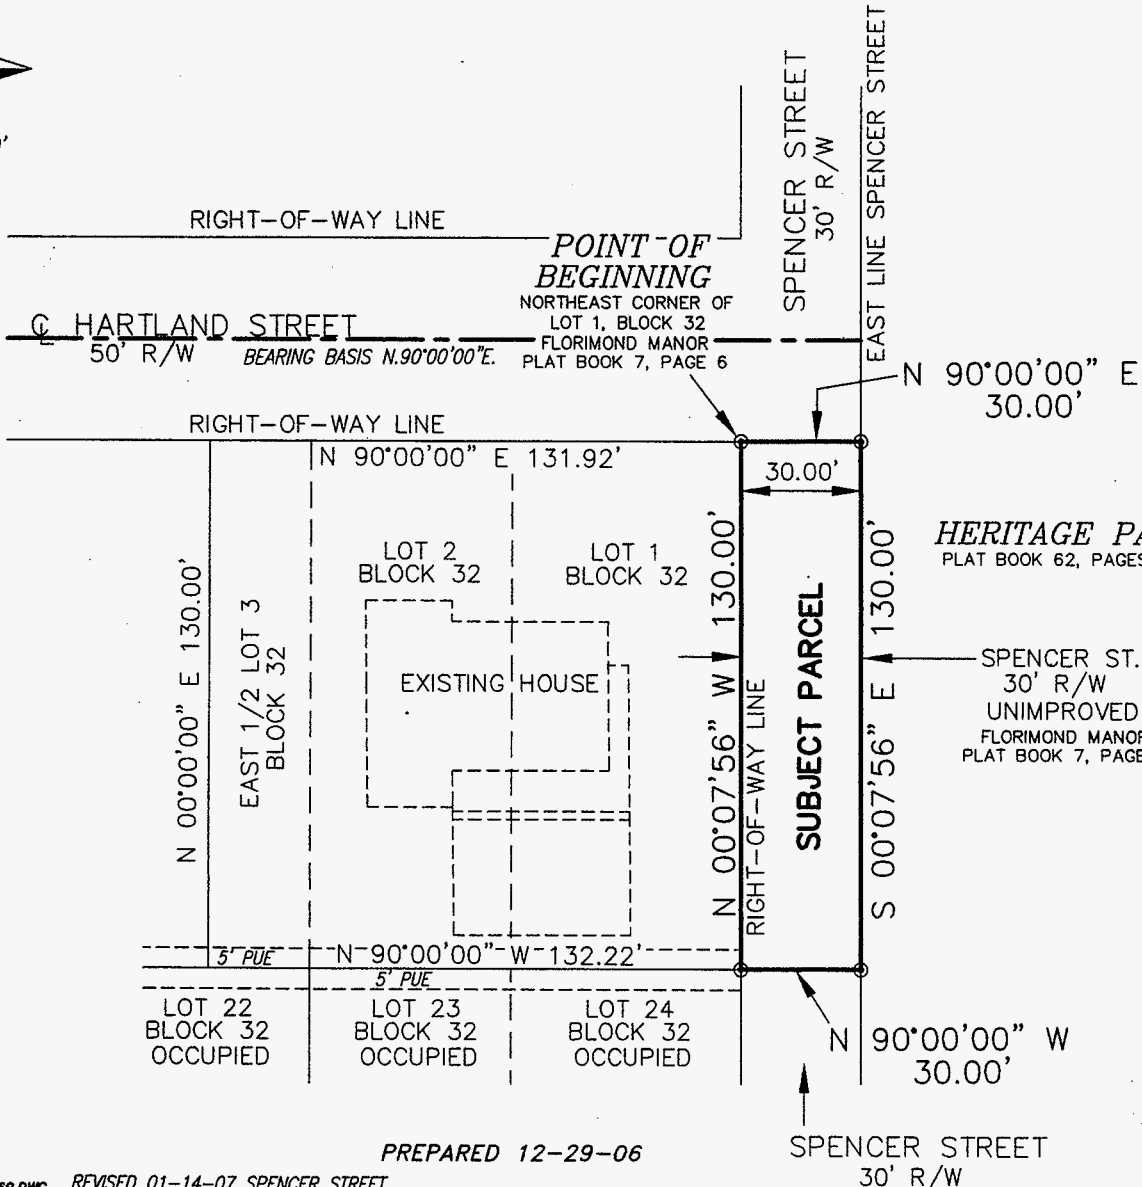 SPENCER STREET
30' R/W
EAST LINE SPENCER STREET
RIGHT-OF-WAY LINE
POINT OF
BEGINNING
NORTHEAST CORNER OF
LOT 1, BLOCK 32
FLORIMOND MANOR
PLAT BOOK 7, PAGE 6
℄ HARTLAND STREET
50' R/W
BEARING BASIS N.90°00'00"E.
N 90°00'00" E
30.00'
RIGHT-OF-WAY LINE
N 90°00'00" E 131.92'
30.00'
LOT 2
BLOCK 32
LOT 1
BLOCK 32
HERITAGE PA
PLAT BOOK 62, PAGES
N 00°00'00" E 130.00'
EAST 1/2 LOT 3
BLOCK 32
EXISTING HOUSE
N 00°07'56" W 130.00'
RIGHT-OF-WAY LINE
SUBJECT PARCEL
S 00°07'56" E 130.00'
SPENCER ST.
30' R/W
UNIMPROVED
FLORIMOND MANOR
PLAT BOOK 7, PAGE
5' PUE
N 90°00'00" W 132.22'
5' PUE
LOT 22
BLOCK 32
OCCUPIED
LOT 23
BLOCK 32
OCCUPIED
LOT 24
BLOCK 32
OCCUPIED
N 90°00'00" W
30.00'
PREPARED 12-29-06
SPENCER STREET
30' R/W
REVISED 01-14-07 SPENCER STREET